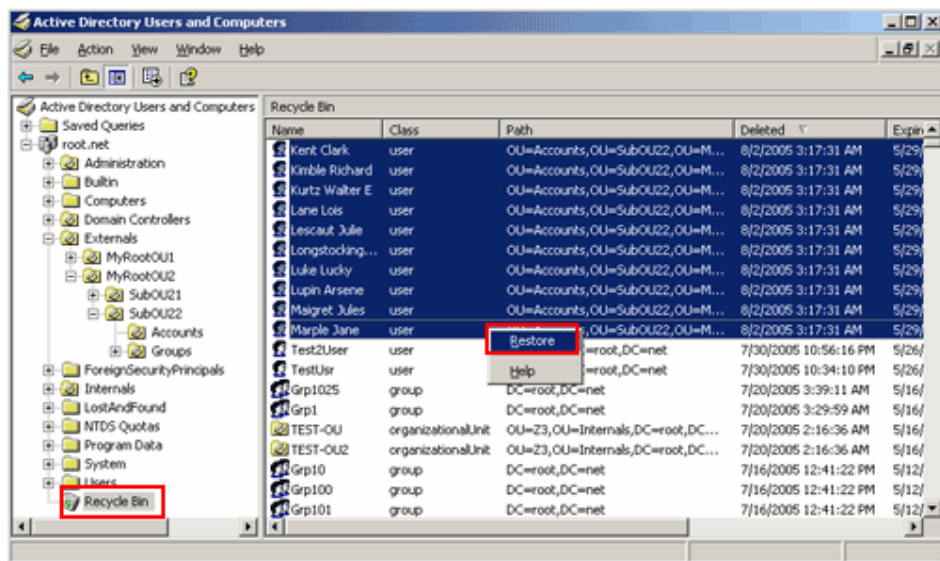 Active Directory Users and Computers
File Action View Window Help
Active Directory Users and Computers
Saved Queries
root.net
Administration
Builtin
Computers
Domain Controllers
Externals
MyRootOU1
MyRootOU2
SubOU21
SubOU22
Accounts
Groups
ForeignSecurityPrincipals
Internals
LostAndFound
NTDS Quotas
Program Data
System
Users
Recycle Bin
Recycle Bin
Name Class Path Deleted Expir
Kent Clark user OU=Accounts,OU=SubOU22,OU=M... 8/2/2005 3:17:31 AM 5/29/
Kimble Richard user OU=Accounts,OU=SubOU22,OU=M... 8/2/2005 3:17:31 AM 5/29/
Kurtz Walter E user OU=Accounts,OU=SubOU22,OU=M... 8/2/2005 3:17:31 AM 5/29/
Lane Lois user OU=Accounts,OU=SubOU22,OU=M... 8/2/2005 3:17:31 AM 5/29/
Lescaut Julie user OU=Accounts,OU=SubOU22,OU=M... 8/2/2005 3:17:31 AM 5/29/
Longstocking... user OU=Accounts,OU=SubOU22,OU=M... 8/2/2005 3:17:31 AM 5/29/
Luke Lucky user OU=Accounts,OU=SubOU22,OU=M... 8/2/2005 3:17:31 AM 5/29/
Lupin Arsene user OU=Accounts,OU=SubOU22,OU=M... 8/2/2005 3:17:31 AM 5/29/
Maigret Jules user OU=Accounts,OU=SubOU22,OU=M... 8/2/2005 3:17:31 AM 5/29/
Marple Jane user ,OU=SubOU22,OU=M... 8/2/2005 3:17:31 AM 5/29/
Restore
Test2User user =root,DC=net 7/30/2005 10:56:16 PM 5/26/
Help
TestUsr user =root,DC=net 7/30/2005 10:34:10 PM 5/26/
Grp1025 group DC=root,DC=net 7/20/2005 3:39:11 AM 5/16/
Grp1 group DC=root,DC=net 7/20/2005 3:29:59 AM 5/16/
TEST-OU organizationalUnit OU=Z3,OU=Internals,DC=root,DC... 7/20/2005 2:16:36 AM 5/16/
TEST-OU2 organizationalUnit OU=Z3,OU=Internals,DC=root,DC... 7/20/2005 2:16:36 AM 5/16/
Grp10 group DC=root,DC=net 7/16/2005 12:41:22 PM 5/12/
Grp100 group DC=root,DC=net 7/16/2005 12:41:22 PM 5/12/
Grp101 group DC=root,DC=net 7/16/2005 12:41:22 PM 5/12/